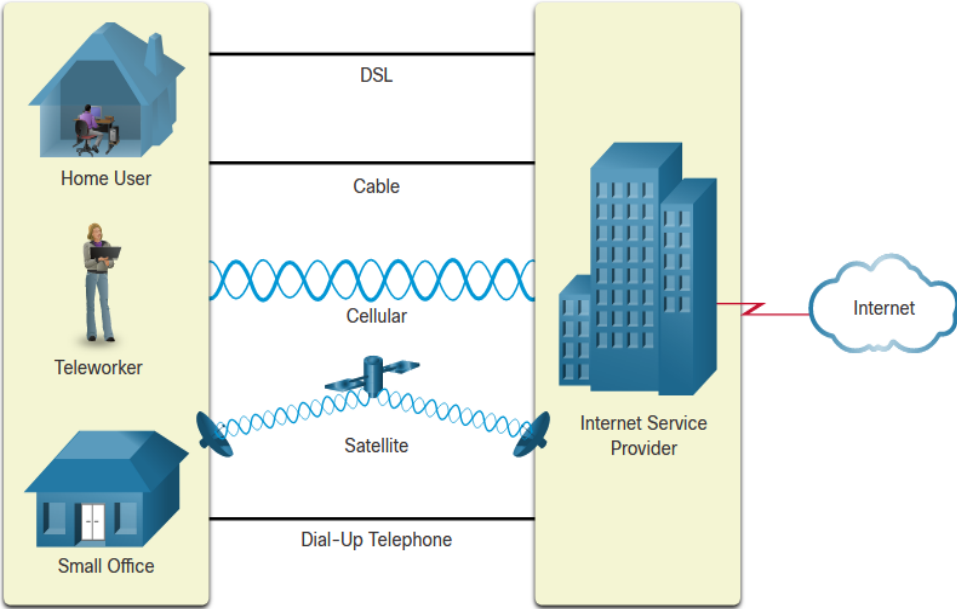 DSL
Home User
Cable
Teleworker
Cellular
Internet
Satellite
Internet Service
Provider
Small Office
Dial-Up Telephone